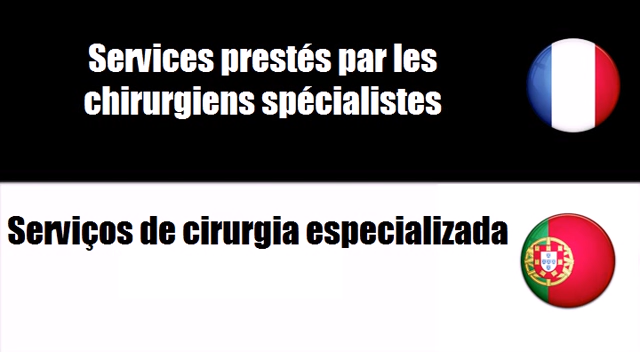 Services prestés par les
chirurgiens spécialistes
Serviços de cirurgia especializada